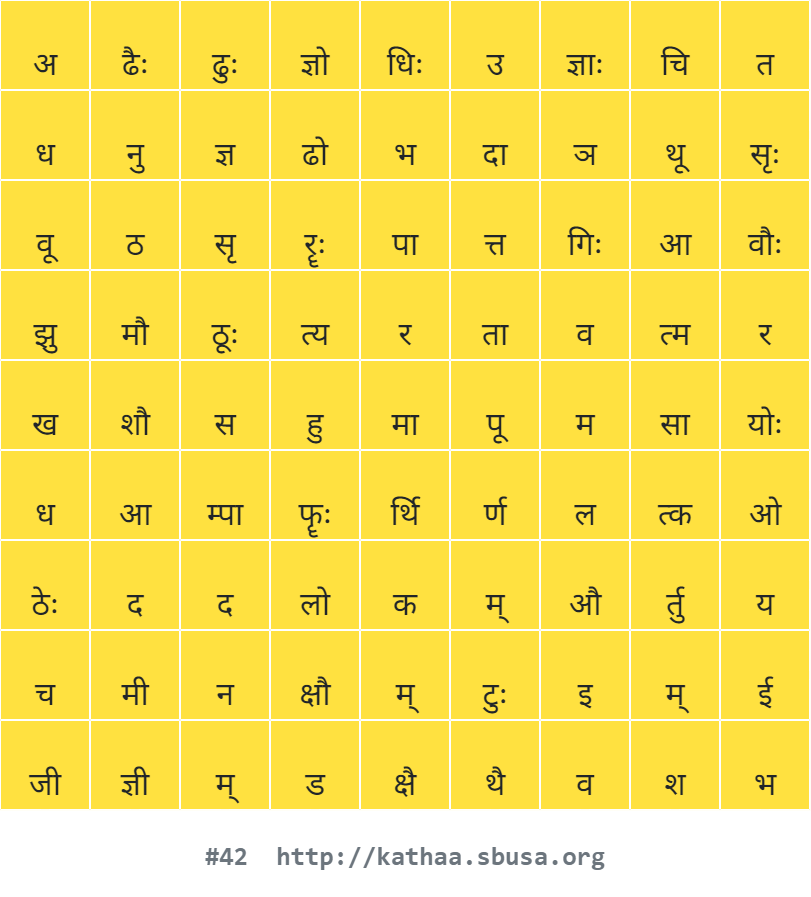 अ ढैः ढुः ज्ञो धिः उ ज्ञाः चि त
ध नु ज्ञ ढो भ दा ञ थू सृः
वू ठ सृ रॄः पा त्त गिः आ वौः
झु मौ ठूः त्य र ता व त्म र
ख शौ स हु मा पू म सा योः
ध आ म्पा फॄः र्थि र्ण ल त्क ओ
ठेः द द लो क म् औ र्तु य
च मी न क्षौ म् टुः इ म् ई
जी ज्ञी म् ड क्षै थै व श भ
#42 http://kathaa.sbusa.org